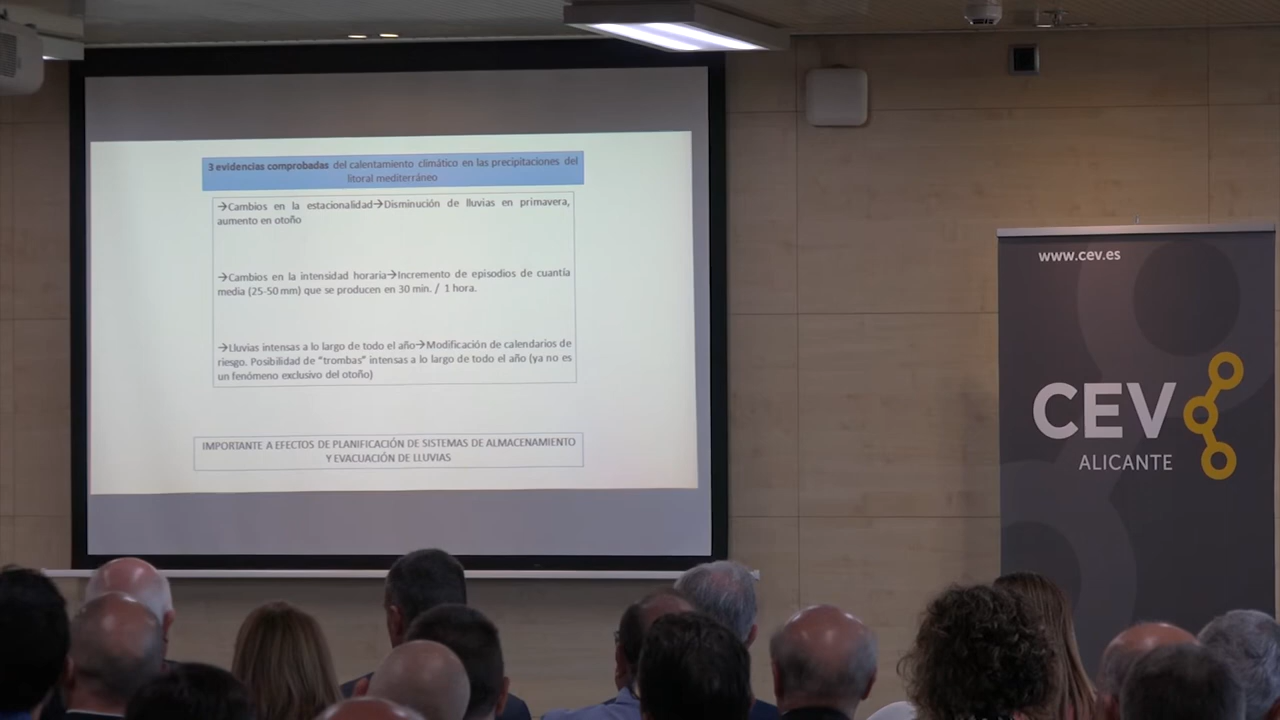 3 evidencias comprobadas del calentamiento climático en las precipitaciones del
litoral mediterráneo
→Cambios en la estacionalidad→Disminución de lluvias en primavera,
aumento en otoño
→Cambios en la intensidad horaria→Incremento de episodios de cuantía
media (25-50 mm) que se producen en 30 min. / 1 hora.
→Lluvias intensas a lo largo de todo el año→Modificación de calendarios de
riesgo. Posibilidad de “trombas” intensas a lo largo de todo el año (ya no es
un fenómeno exclusivo del otoño)
IMPORTANTE A EFECTOS DE PLANIFICACIÓN DE SISTEMAS DE ALMACENAMIENTO
Y EVACUACIÓN DE LLUVIAS
www.cev.es
CEV
ALICANTE